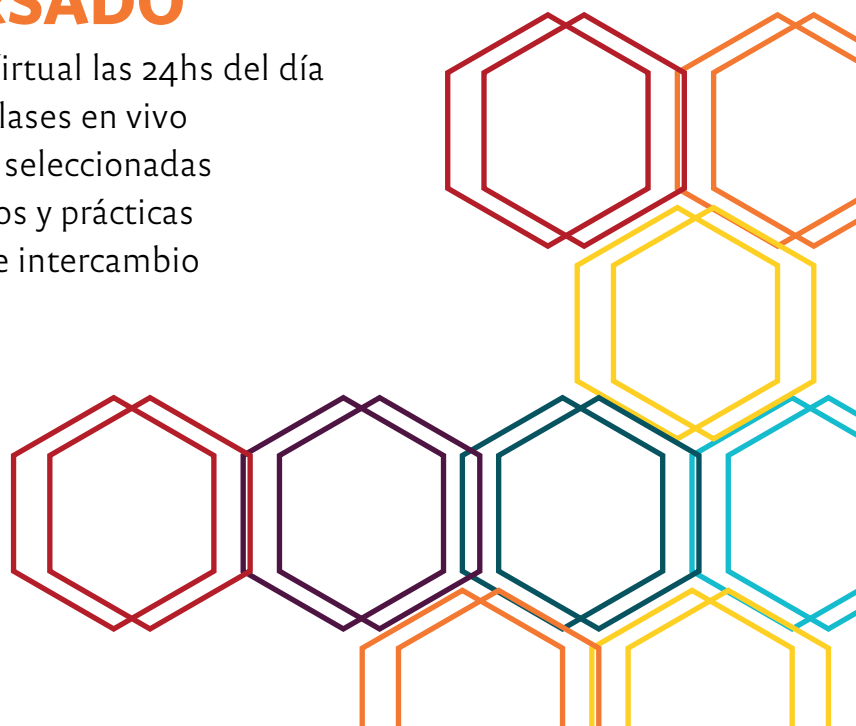 RSADO
irtual las 24hs del día
lases en vivo
seleccionadas
os y prácticas
e intercambio